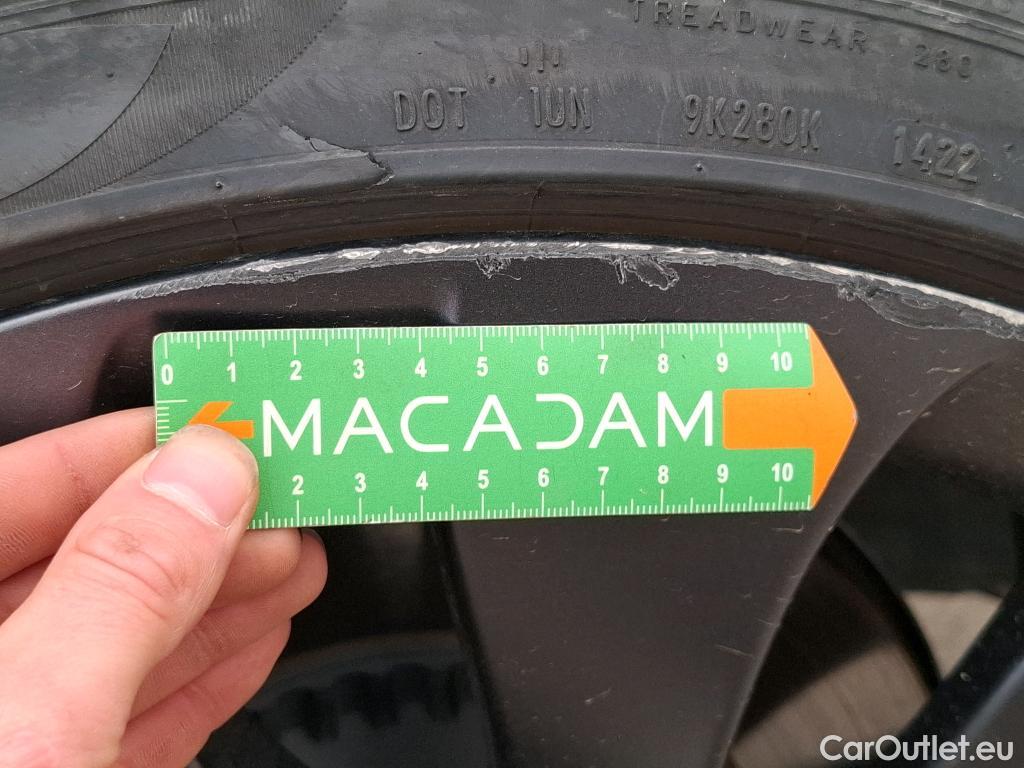 TREADWEAR 280
DOT 1UN 9K280K 1422
0 1 2 3 4 5 6 7 8 9 10
MACADAM
2 3 4 5 6 7 8 9 10
CarOutlet.eu